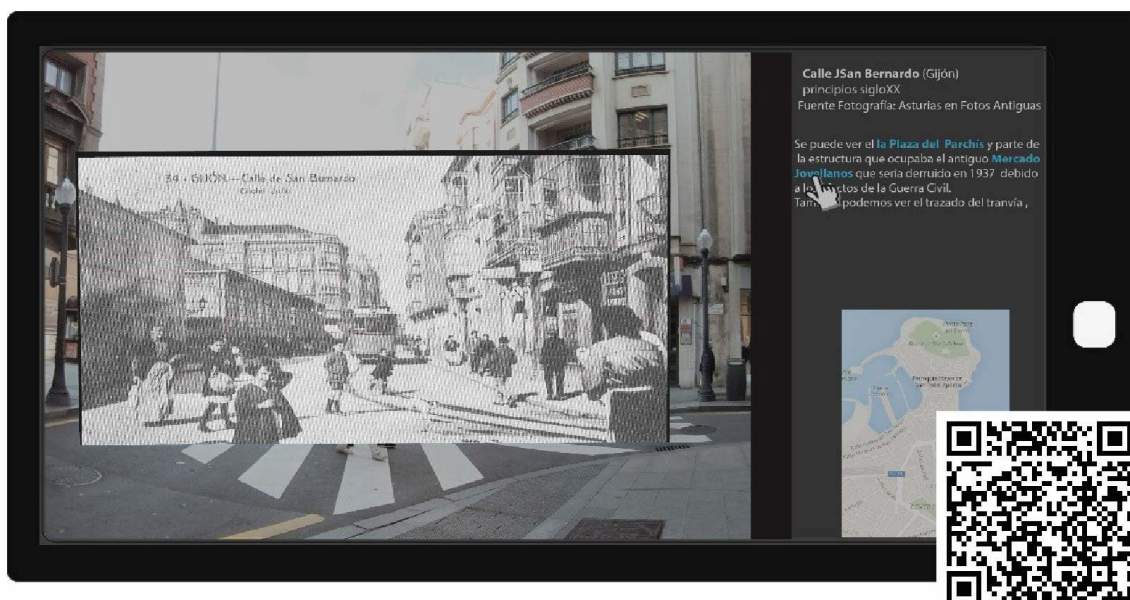 34 - GIJÓN.—Calle de San Bernardo
Calle JSan Bernardo (Gijón)
principios sigloXX
Fuente Fotografía: Asturias en Fotos Antiguas
Se puede ver el la Plaza del Parchís y parte de
la estructura que ocupaba el antiguo Mercado
Jovellanos que sería derruido en 1937 debido
a los de la Guerra Civil.
podemos ver el trazado del tranvía ,